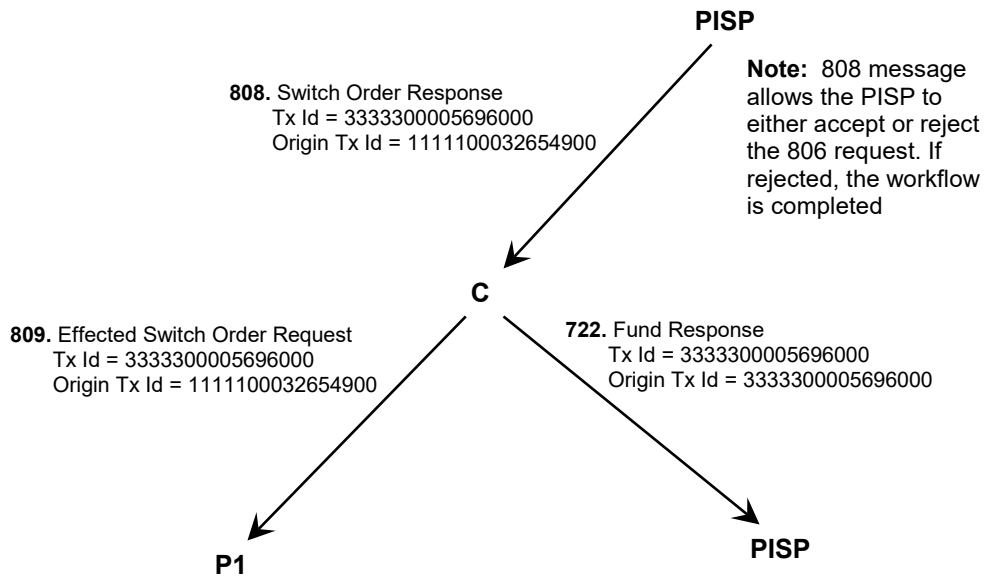 PISP
Note: 808 message
allows the PISP to
either accept or reject
the 806 request. If
rejected, the workflow
is completed
808. Switch Order Response
Tx Id = 3333300005696000
Origin Tx Id = 1111100032654900
C
809. Effected Switch Order Request
Tx Id = 3333300005696000
Origin Tx Id = 1111100032654900
722. Fund Response
Tx Id = 3333300005696000
Origin Tx Id = 3333300005696000
P1
PISP